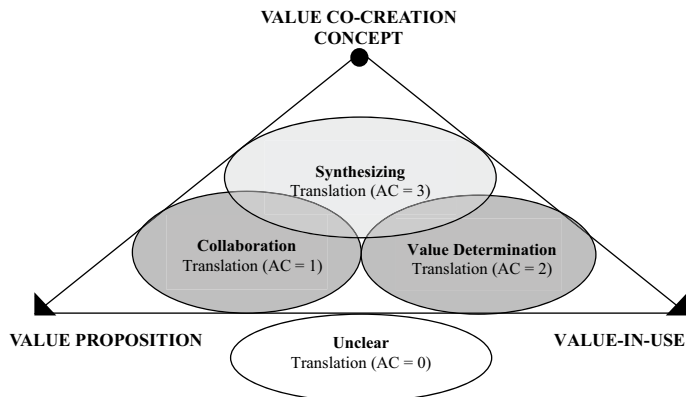 VALUE CO-CREATION
CONCEPT
Synthesizing
Translation (AC = 3)
Collaboration
Translation (AC = 1)
Value Determination
Translation (AC = 2)
VALUE PROPOSITION
VALUE-IN-USE
Unclear
Translation (AC = 0)